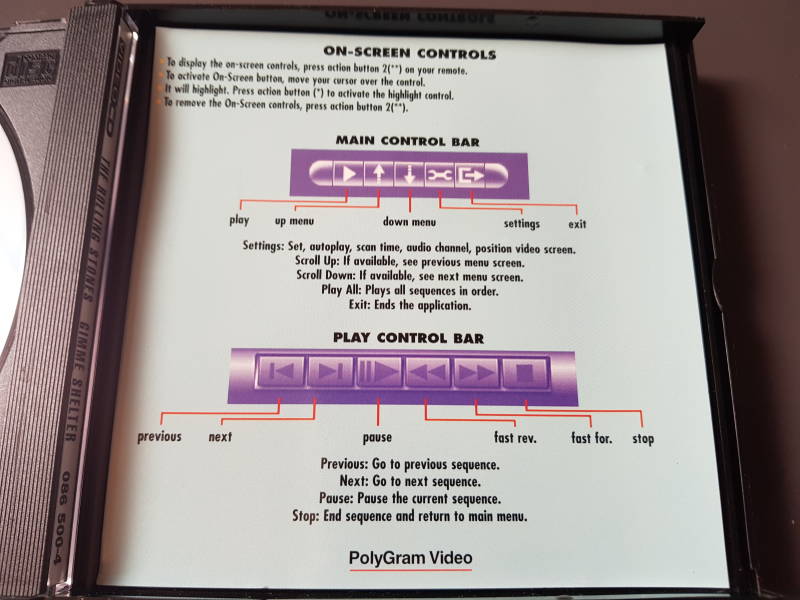 ON-SCREEN CONTROLS
To display the on-screen controls, press action button 2(**) on your remote.
To activate On-Screen button, move your cursor over the control.
It will highlight. Press action button (*) to activate the highlight control.
To remove the On-Screen controls, press action button 2(**).
MAIN CONTROL BAR
play up menu down menu settings exit
Settings: Set, autoplay, scan time, audio channel, position video screen.
Scroll Up: If available, see previous menu screen.
Scroll Down: If available, see next menu screen.
Play All: Plays all sequences in order.
Exit: Ends the application.
PLAY CONTROL BAR
previous next pause fast rev. fast for. stop
Previous: Go to previous sequence.
Next: Go to next sequence.
Pause: Pause the current sequence.
Stop: End sequence and return to main menu.
PolyGram Video
THE ROLLING STONES GIMME SHELTER 086 500-4